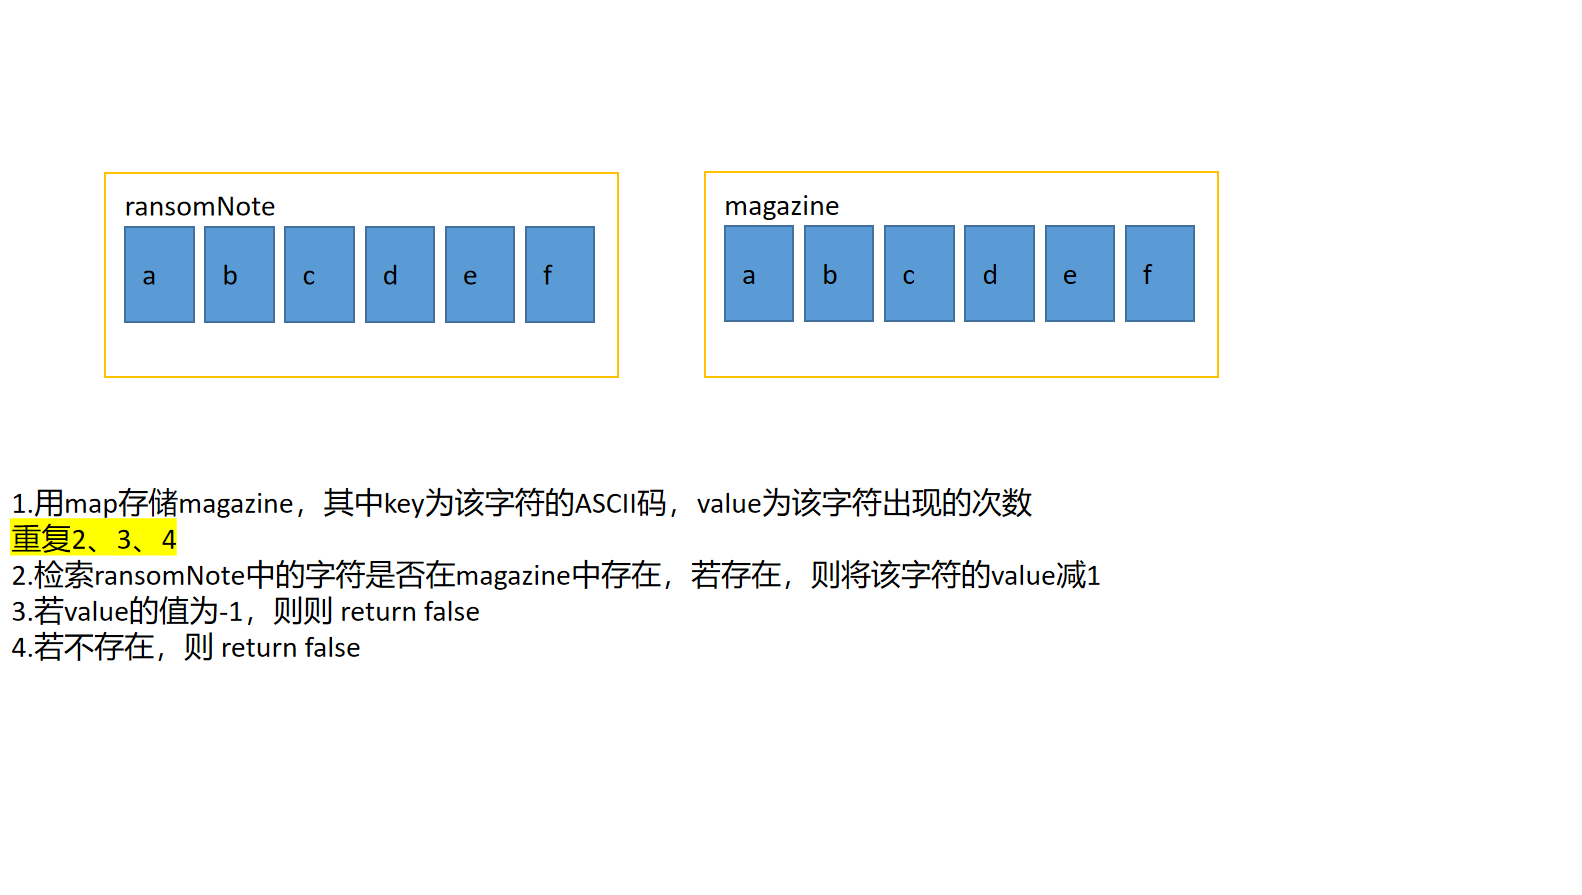 ransomNote
a b c d e f
magazine
a b c d e f
1.用map存储magazine，其中key为该字符的ASCII码，value为该字符出现的次数
重复2、3、4
2.检索ransomNote中的字符是否在magazine中存在，若存在，则将该字符的value减1
3.若value的值为-1，则则 return false
4.若不存在，则 return false